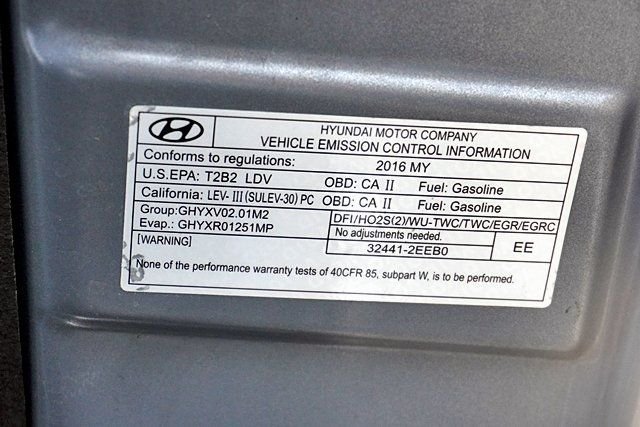 HYUNDAI MOTOR COMPANY
VEHICLE EMISSION CONTROL INFORMATION
Conforms to regulations: 2016 MY
U.S.EPA: T2B2 LDV OBD: CA II Fuel: Gasoline
California: LEV- III (SULEV-30) PC OBD: CA II Fuel: Gasoline
Group:GHYXV02.01M2 DFI/HO2S(2)/WU-TWC/TWC/EGR/EGRC
Evap.: GHYXR01251MP No adjustments needed.
[WARNING] 32441-2EEB0 EE
None of the performance warranty tests of 40CFR 85, subpart W, is to be performed.